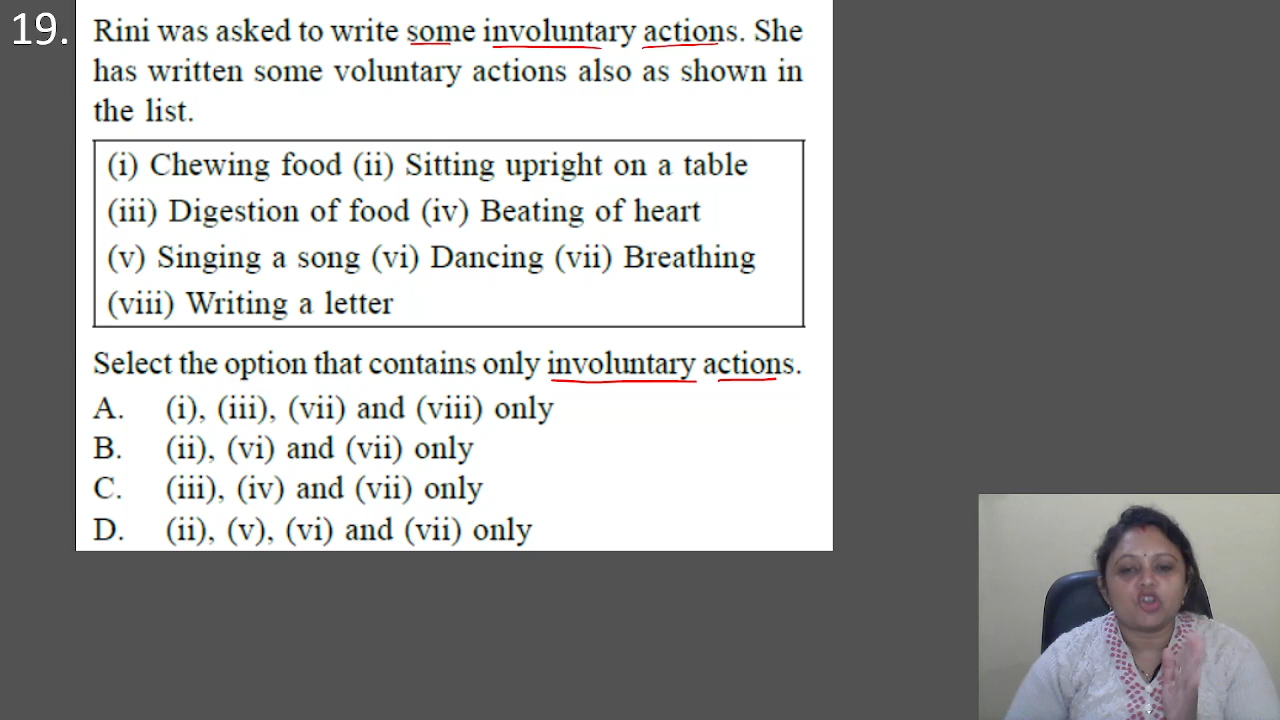 19. Rini was asked to write some involuntary actions. She
has written some voluntary actions also as shown in
the list.
(i) Chewing food (ii) Sitting upright on a table
(iii) Digestion of food (iv) Beating of heart
(v) Singing a song (vi) Dancing (vii) Breathing
(viii) Writing a letter
Select the option that contains only involuntary actions.
A. (i), (iii), (vii) and (viii) only
B. (ii), (vi) and (vii) only
C. (iii), (iv) and (vii) only
D. (ii), (v), (vi) and (vii) only